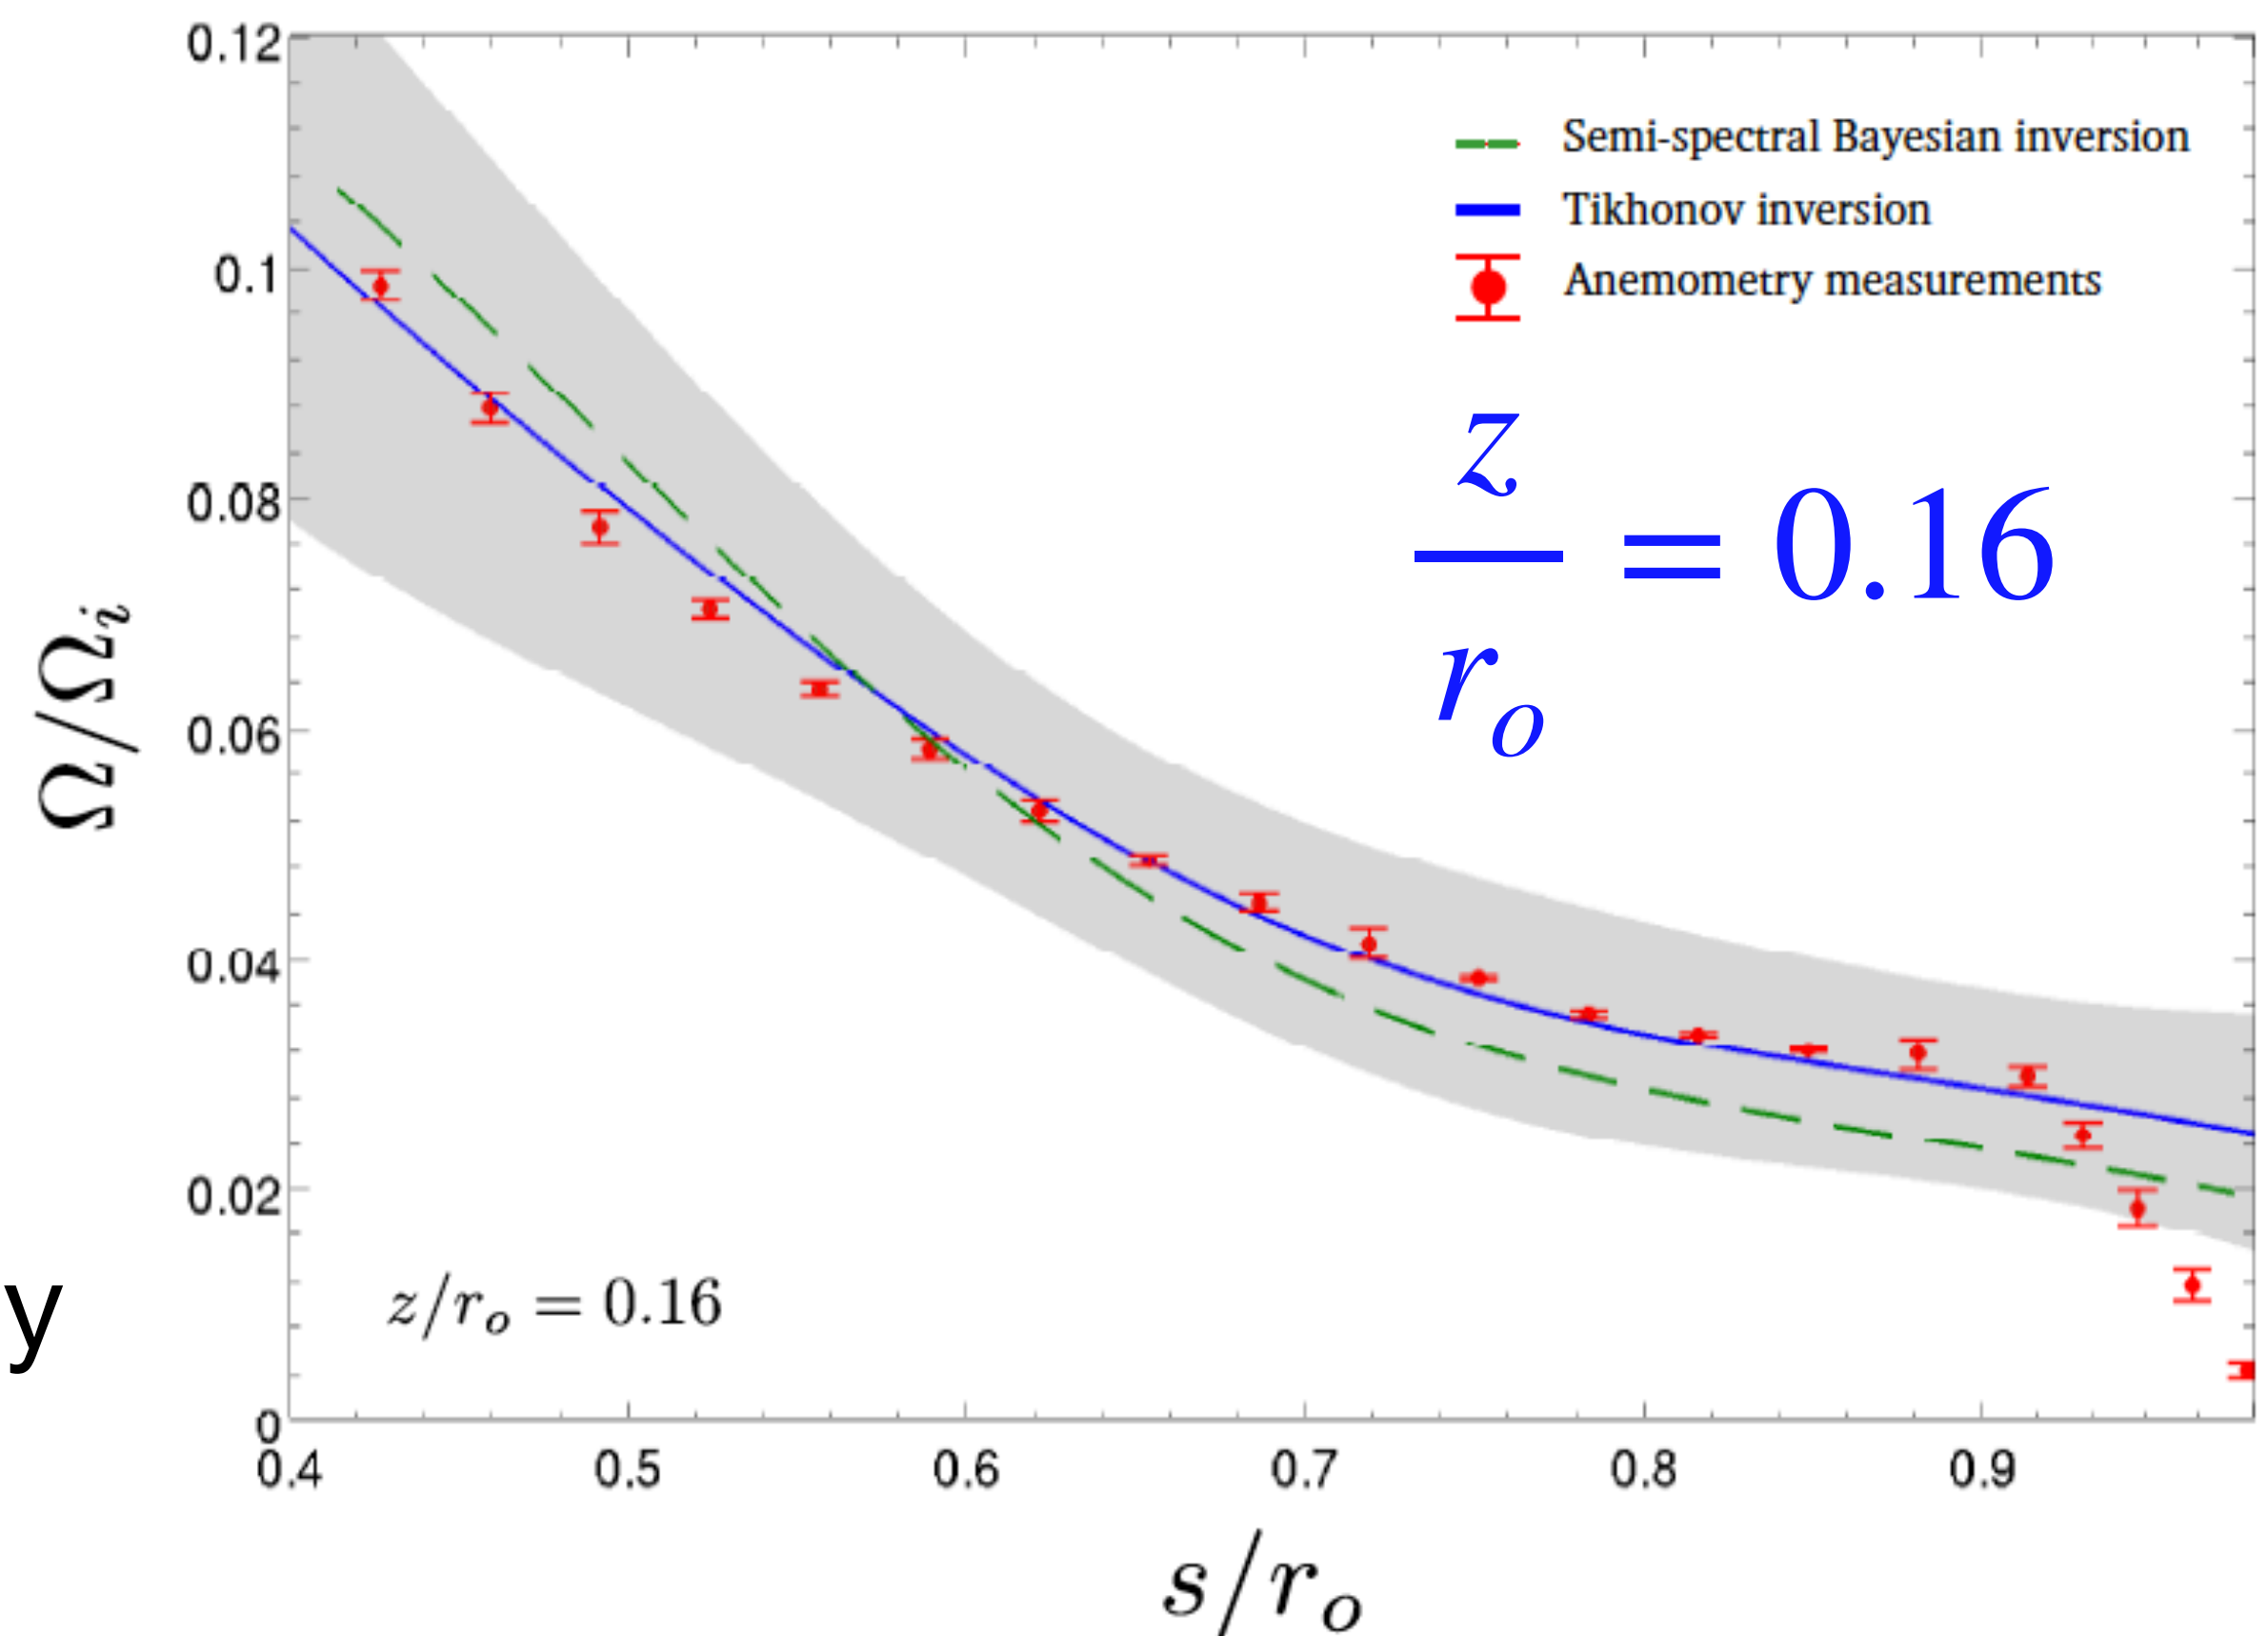 0.12
0.1
0.08
0.06
0.04
0.02
0
0.4 0.5 0.6 0.7 0.8 0.9
Ω/Ωᵢ
s/rₒ
Semi-spectral Bayesian inversion
Tikhonov inversion
Anemometry measurements
z/rₒ = 0.16
z/rₒ = 0.16
y